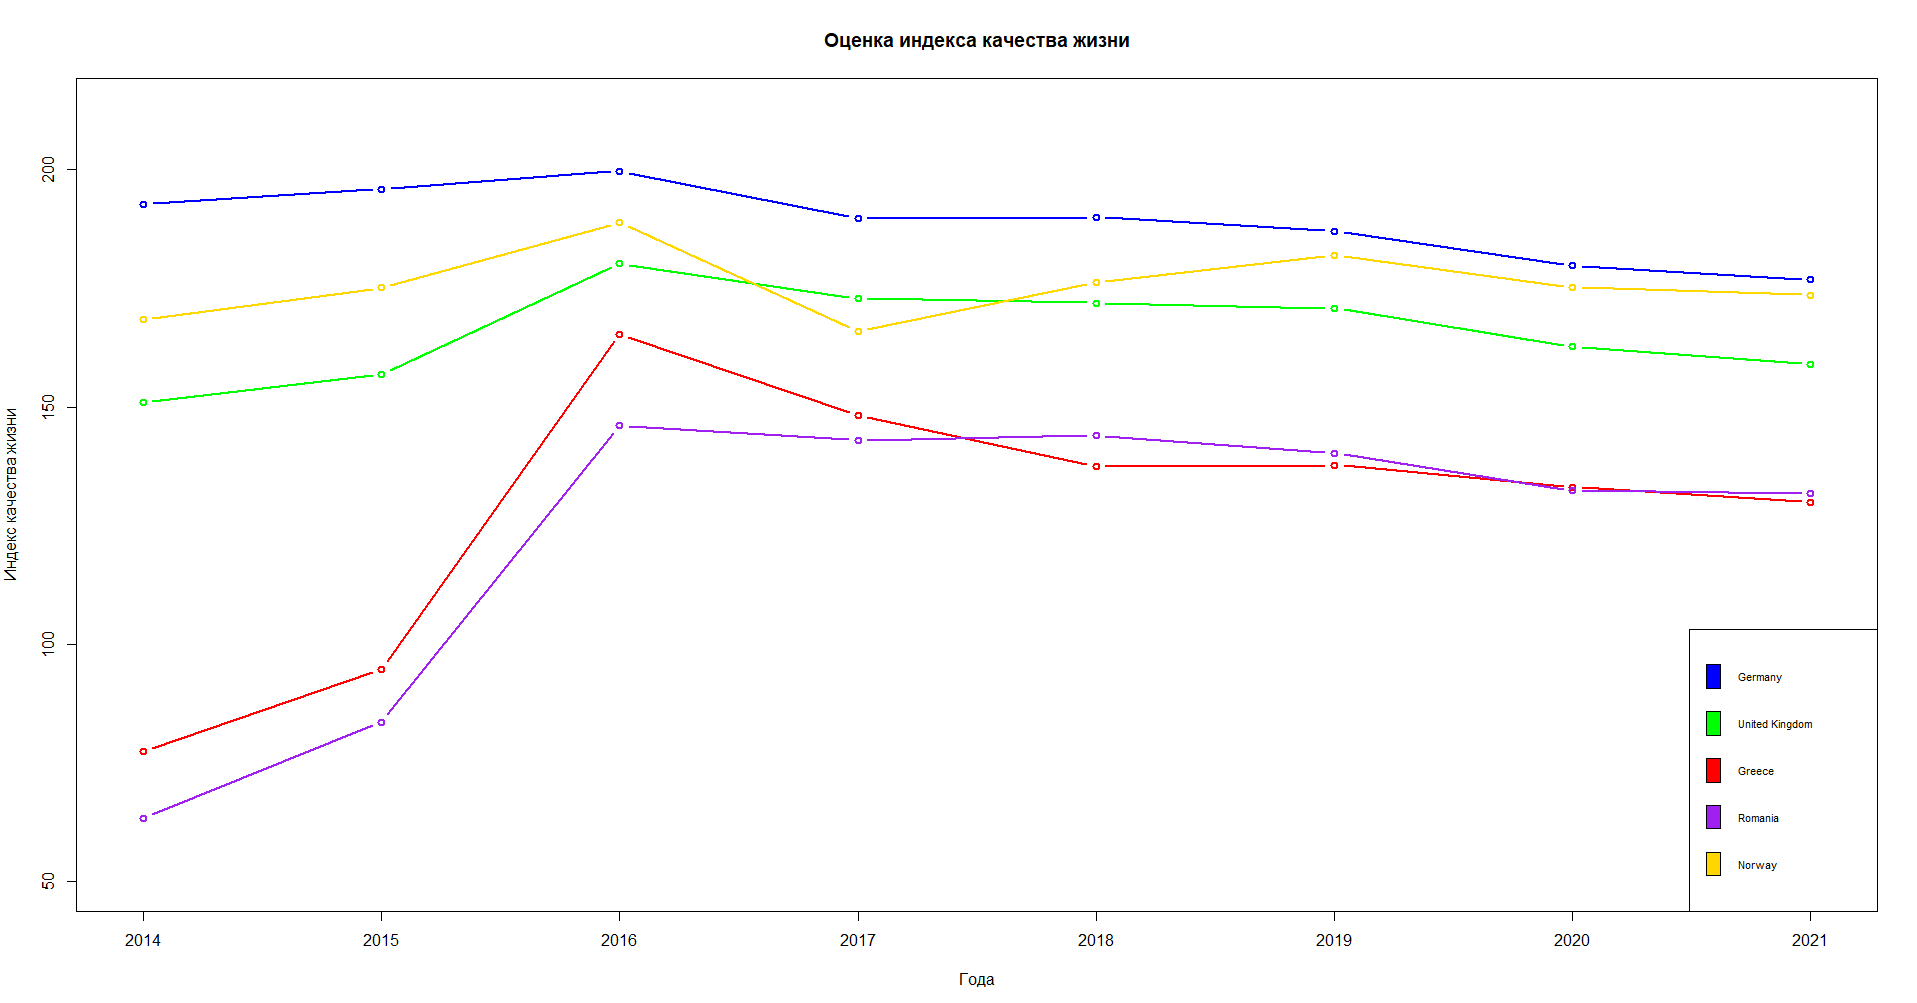 Оценка индекса качества жизни
Индекс качества жизни
200
150
100
50
2014 2015 2016 2017 2018 2019 2020 2021
Года
Germany
United Kingdom
Greece
Romania
Norway